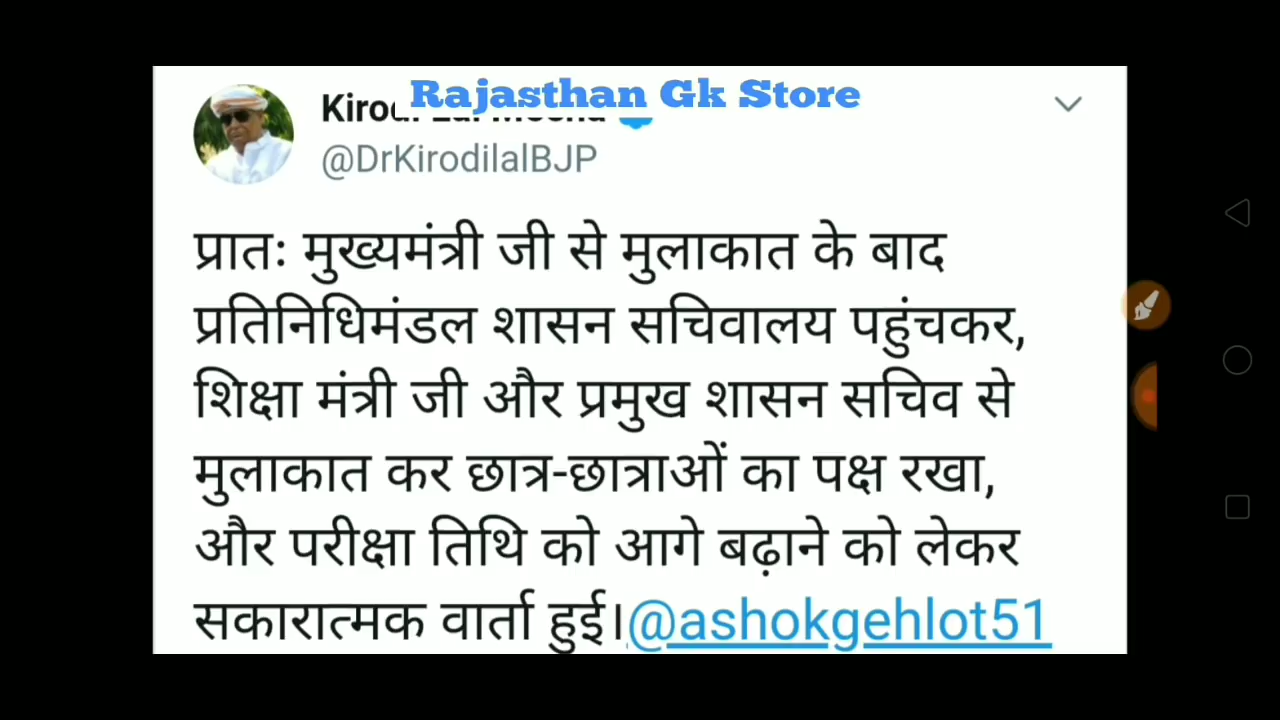 Rajasthan Gk Store
@DrKirodilalBJP
प्रातः मुख्यमंत्री जी से मुलाकात के बाद
प्रतिनिधिमंडल शासन सचिवालय पहुंचकर,
शिक्षा मंत्री जी और प्रमुख शासन सचिव से
मुलाकात कर छात्र-छात्राओं का पक्ष रखा,
और परीक्षा तिथि को आगे बढ़ाने को लेकर
सकारात्मक वार्ता हुई।@ashokgehlot51